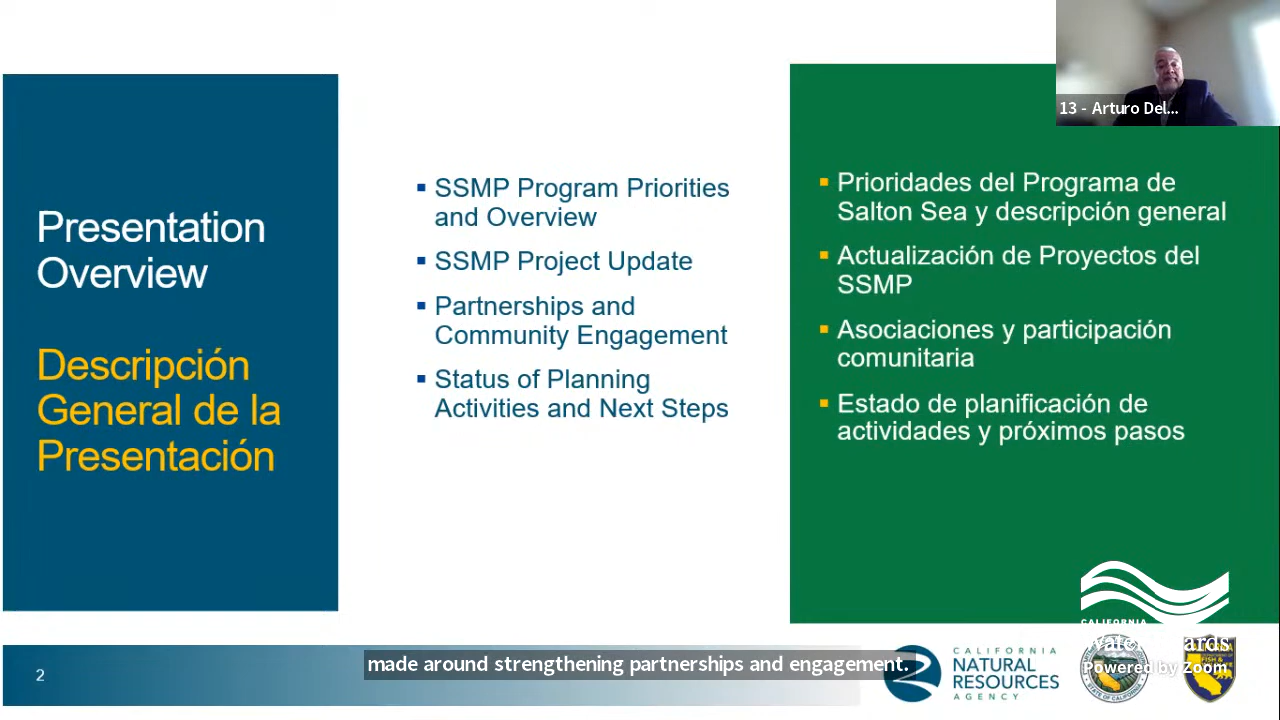 13 - Arturo Del...
Presentation
Overview
Descripción
General de la
Presentación
▪ SSMP Program Priorities
and Overview
▪ SSMP Project Update
▪ Partnerships and
Community Engagement
▪ Status of Planning
Activities and Next Steps
▪ Prioridades del Programa de
Salton Sea y descripción general
▪ Actualización de Proyectos del
SSMP
▪ Asociaciones y participación
comunitaria
▪ Estado de planificación de
actividades y próximos pasos
2
made around strengthening partnerships and engagement.
CALIFORNIA
NATURAL
RESOURCES
AGENCY
CALIFORNIA
Powered by Zoom